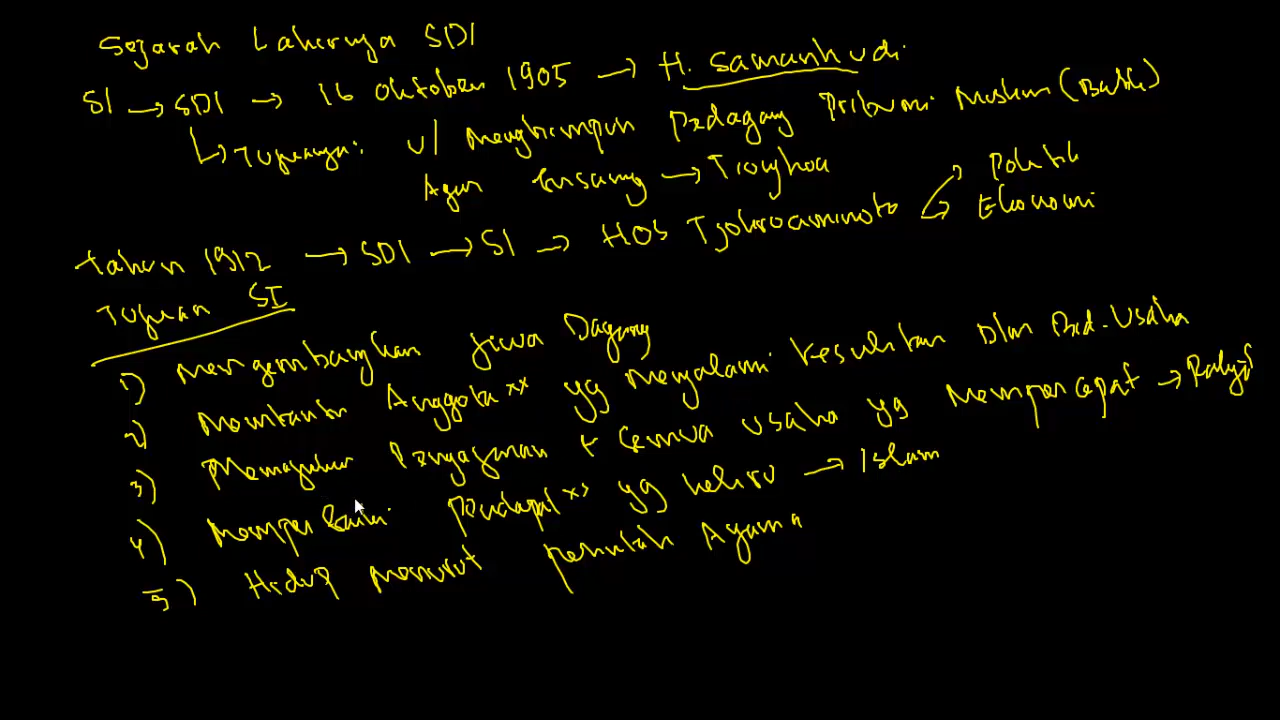 Sejarah Lahirnya SDI
SI → SDI → 16 Oktober 1905 → H. Samanhudi
↳ Tujuannya: u/ Menghimpun Pedagang Pribumi Muslim (Batik)
Agar bersaing → Tionghoa
Politik
tahun 1912 → SDI → SI → HOS Tjokroaminoto
Ekonomi
Tujuan SI
1) Mengembangkan jiwa Dagang
2) Membantu Anggota xx yg Mengalami kesulitan Dlm Bid. Usaha
3) Memajukan Pengajaran & semua usaha yg Mempercepat → Rakyat
4) Memperbaiki Pendapat xx yg keliru → Islam
5) Hidup Menurut perintah Agama